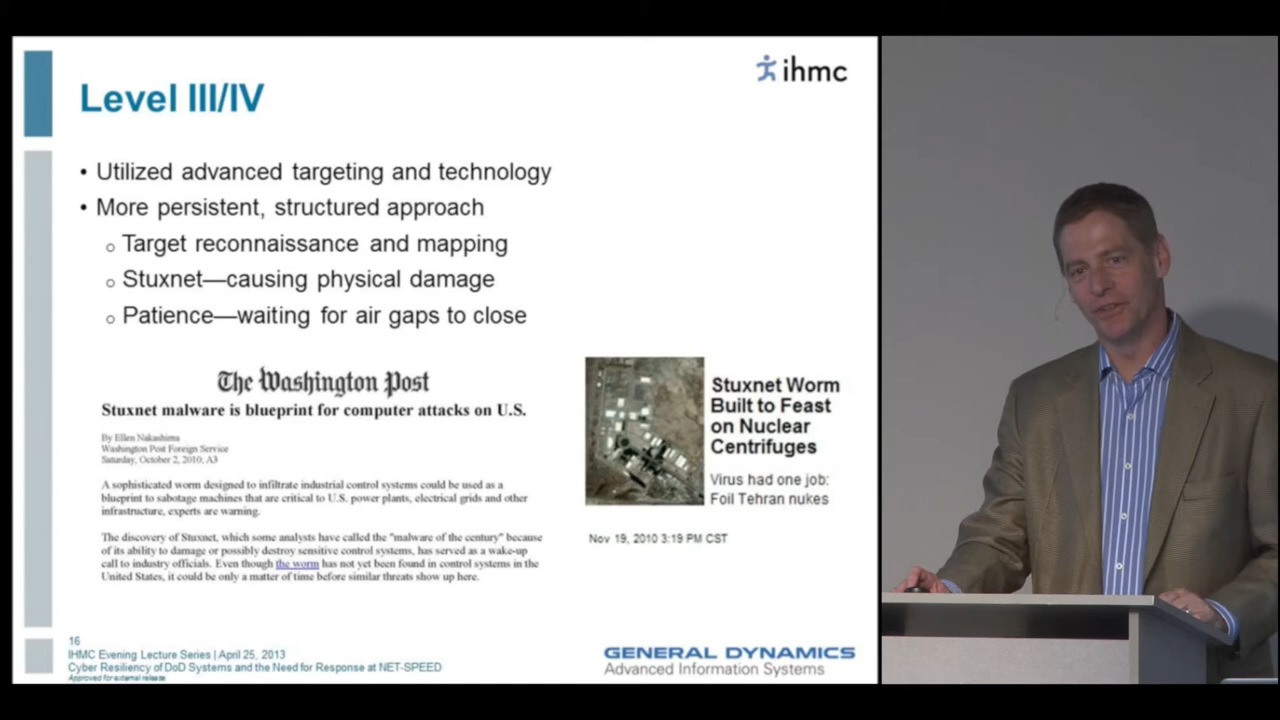 ihmc
Level III/IV
• Utilized advanced targeting and technology
• More persistent, structured approach
o Target reconnaissance and mapping
o Stuxnet—causing physical damage
o Patience—waiting for air gaps to close
The Washington Post
Stuxnet malware is blueprint for computer attacks on U.S.
By Ellen Nakashima
Washington Post Foreign Service
Saturday, October 2, 2010; A3
A sophisticated worm designed to infiltrate industrial control systems could be used as a
blueprint to sabotage machines that are critical to U.S. power plants, electrical grids and other
infrastructure, experts are warning.
The discovery of Stuxnet, which some analysts have called the "malware of the century" because
of its ability to damage or possibly destroy sensitive control systems, has served as a wake-up
call to industry officials. Even though the worm has not yet been found in control systems in the
United States, it could be only a matter of time before similar threats show up here.
Stuxnet Worm
Built to Feast
on Nuclear
Centrifuges
Virus had one job:
Foil Tehran nukes
Nov 19, 2010 3:19 PM CST
16
IHMC Evening Lecture Series | April 25, 2013
Cyber Resiliency of DoD Systems and the Need for Response at NET-SPEED
Approved for external release
GENERAL DYNAMICS
Advanced Information Systems